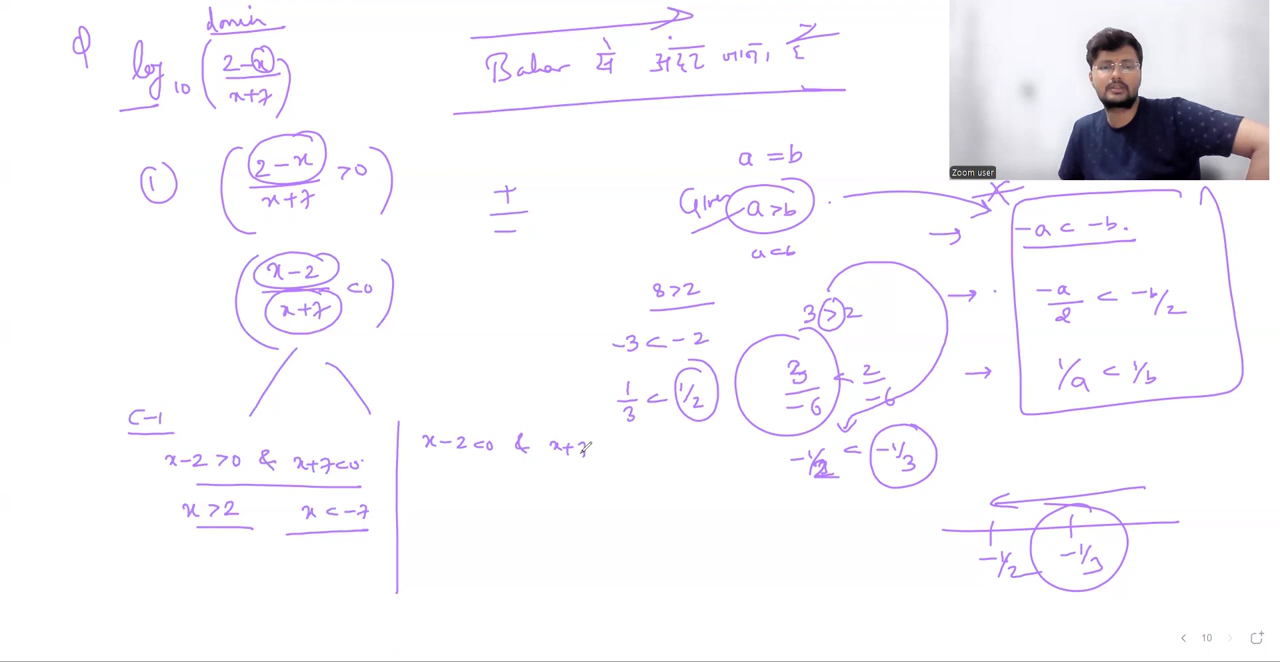 Q
domin
log₁₀ ((2-x)/(x+7))
Bahar से अंदर जाना है
① ((2-x)/(x+7) > 0)
+
=
a = b
Given a > b
a < b
((x-2)/(x+7) < 0)
8 > 2
-3 < -2
1/3 < 1/2
3 > 2
3/-6 < 2/-6
-1/2 < -1/3
-a < -b.
-a/2 < -b/2
1/a < 1/b
C-1
x-2 > 0 & x+7 < 0
x > 2 x < -7
x-2 < 0 & x+7
-1/2 -1/3
Zoom user
10